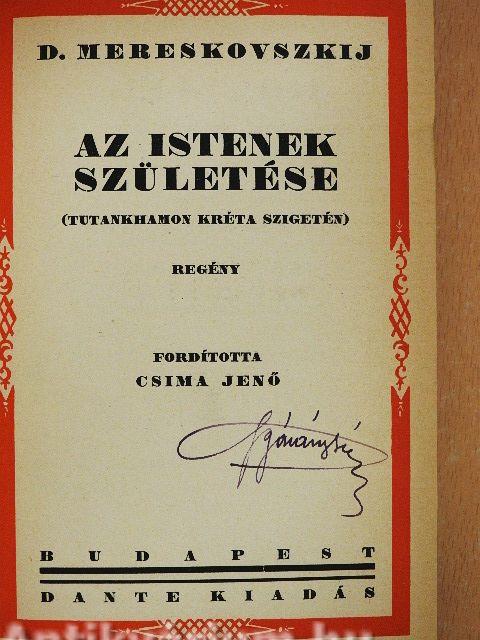 D. MERESKOVSZKIJ
AZ ISTENEK
SZÜLETÉSE
(TUTANKHAMON KRÉTA SZIGETÉN)
REGÉNY
FORDÍTOTTA
CSIMA JENŐ
BUDAPEST
DANTE KIADÁS